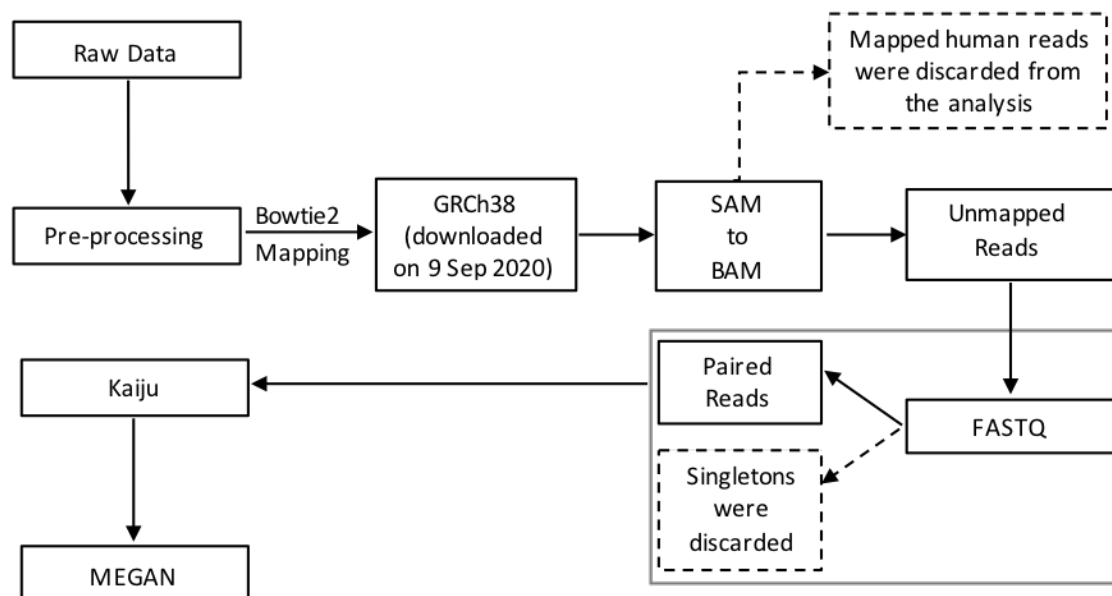 Raw Data
Mapped human reads
were discarded from
the analysis
Pre-processing
Bowtie2
Mapping
GRCh38
(downloaded
on 9 Sep 2020)
SAM
to
BAM
Unmapped
Reads
Kaiju
Paired
Reads
FASTQ
Singletons
were
discarded
MEGAN